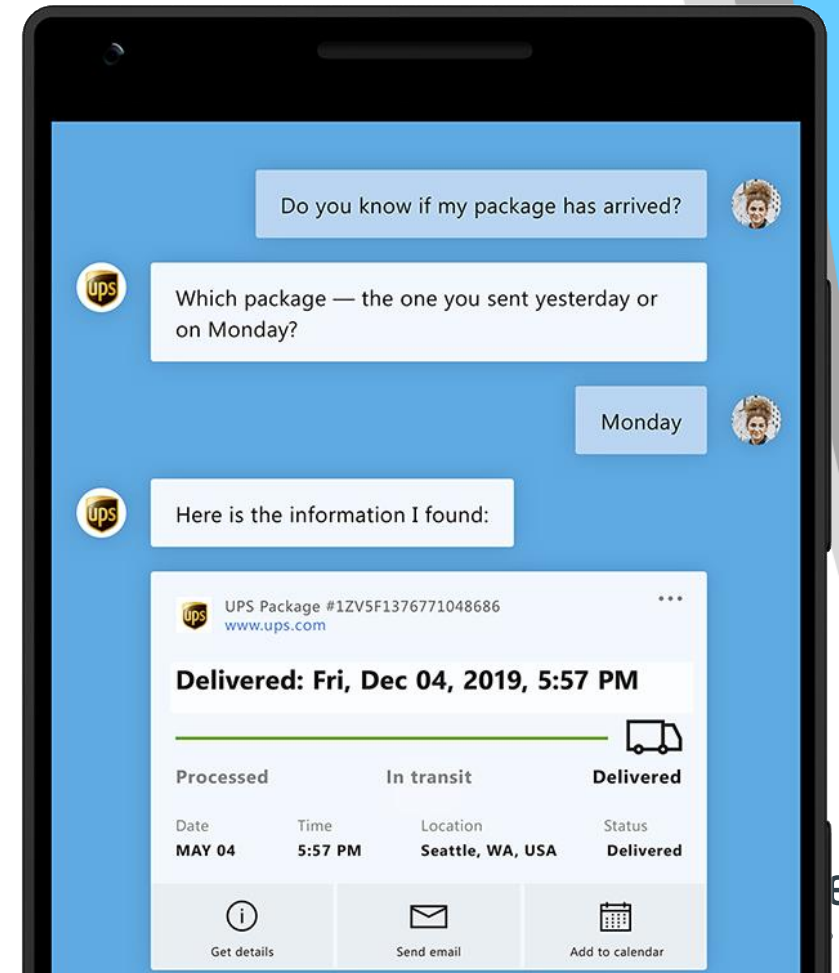 Do you know if my package has arrived?
ups
Which package — the one you sent yesterday or
on Monday?
Monday
ups
Here is the information I found:
ups
UPS Package #1ZV5F1376771048686
www.ups.com
Delivered: Fri, Dec 04, 2019, 5:57 PM
Processed In transit Delivered
Date Time Location Status
MAY 04 5:57 PM Seattle, WA, USA Delivered
Get details Send email Add to calendar